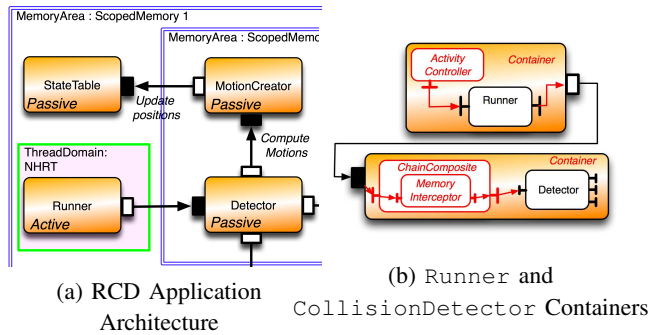 MemoryArea : ScopedMemory 1
MemoryArea : ScopedMem
StateTable
Passive
Update
positions
MotionCreator
Passive
Compute
Motions
ThreadDomain:
NHRT
Runner
Active
Detector
Passive
(a) RCD Application
Architecture
Activity
Controller
Container
Runner
ChainComposite
Container
Memory
Interceptor
Detector
(b) Runner and
CollisionDetector Containers